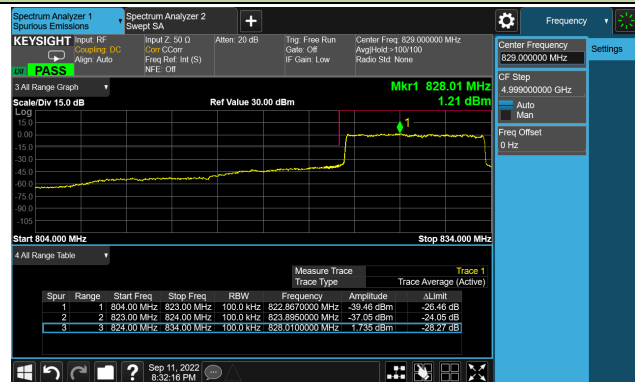 Spectrum Analyzer 1
Spurious Emissions
Spectrum Analyzer 2
Swept SA
+
Frequency
KEYSIGHT
Input: RF
Coupling: DC
Align: Auto
Input Z: 50 Ω
Corr CCorr
Freq Ref: Int (S)
NFE: Off
Atten: 20 dB
Trig: Free Run
Gate: Off
IF Gain: Low
Center Freq: 829.000000 MHz
Avg|Hold:>100/100
Radio Std: None
LXI
PASS
Center Frequency
829.000000 MHz
Settings
CF Step
4.999000000 GHz
Auto
Man
Freq Offset
0 Hz
3 All Range Graph
Mkr1 828.01 MHz
Scale/Div 15.0 dB
Ref Value 30.00 dBm
1.21 dBm
Log
15.0
0.00
-15.0
-30.0
-45.0
-60.0
-75.0
-90.0
-105
1
Start 804.000 MHz
Stop 834.000 MHz
4 All Range Table
Measure Trace Trace 1
Trace Type Trace Average (Active)
Spur Range Start Freq Stop Freq RBW Frequency Amplitude ΔLimit
1 1 804.00 MHz 823.00 MHz 100.0 kHz 822.8670000 MHz -39.46 dBm -26.46 dB
2 2 823.00 MHz 824.00 MHz 100.0 kHz 823.8950000 MHz -37.05 dBm -24.05 dB
3 3 824.00 MHz 834.00 MHz 100.0 kHz 828.0100000 MHz 1.735 dBm -28.27 dB
?
Sep 11, 2022
8:32:16 PM